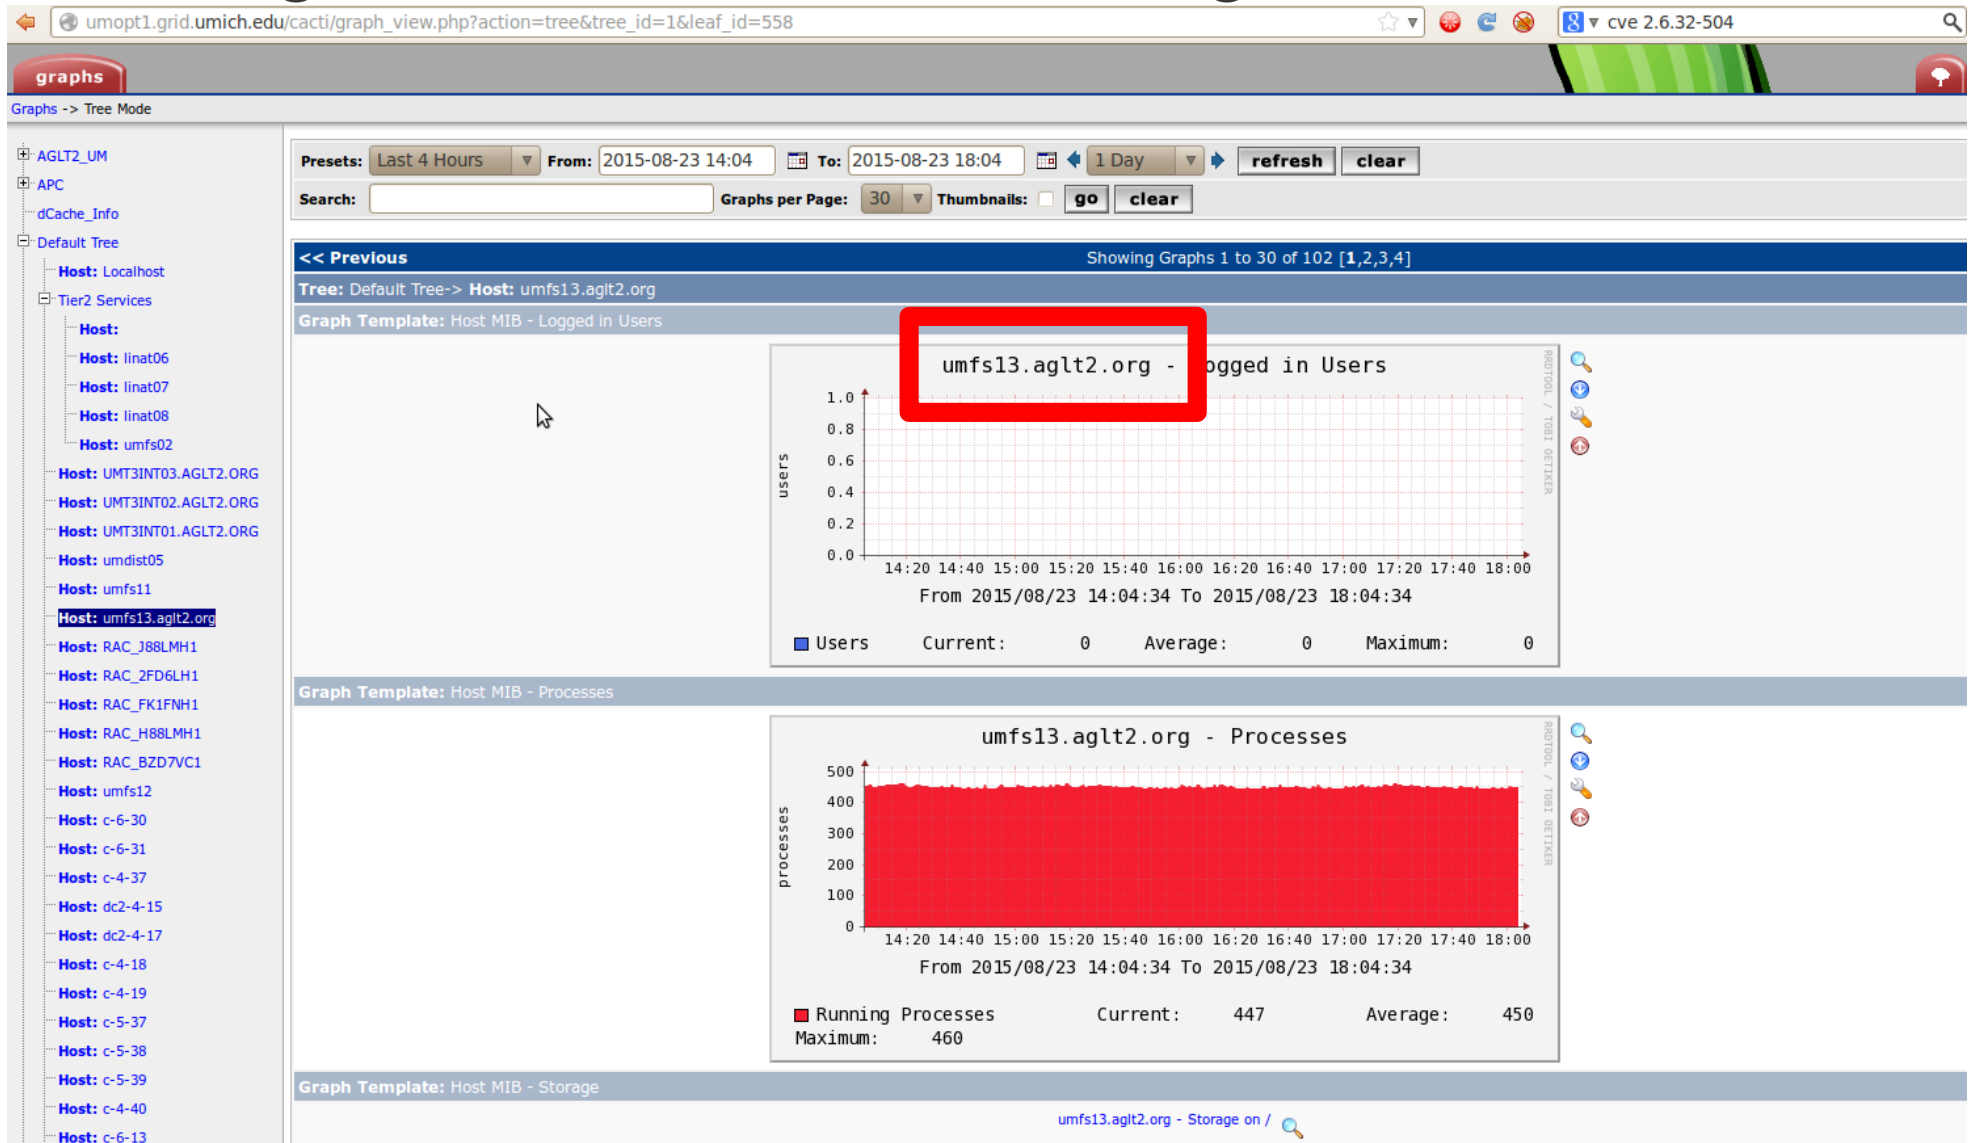 umopt1.grid.umich.edu/cacti/graph_view.php?action=tree&tree_id=1&leaf_id=558
cve 2.6.32-504
graphs
Graphs -> Tree Mode
AGLT2_UM
APC
dCache_Info
Default Tree
Host: Localhost
Tier2 Services
Host:
Host: linat06
Host: linat07
Host: linat08
Host: umfs02
Host: UMT3INT03.AGLT2.ORG
Host: UMT3INT02.AGLT2.ORG
Host: UMT3INT01.AGLT2.ORG
Host: umdist05
Host: umfs11
Host: umfs13.aglt2.org
Host: RAC_J88LMH1
Host: RAC_2FD6LH1
Host: RAC_FK1FNH1
Host: RAC_H88LMH1
Host: RAC_BZD7VC1
Host: umfs12
Host: c-6-30
Host: c-6-31
Host: c-4-37
Host: dc2-4-15
Host: dc2-4-17
Host: c-4-18
Host: c-4-19
Host: c-5-37
Host: c-5-38
Host: c-5-39
Host: c-4-40
Host: c-6-13
Presets: Last 4 Hours From: 2015-08-23 14:04 To: 2015-08-23 18:04 1 Day refresh clear
Search: Graphs per Page: 30 Thumbnails: go clear
<< Previous Showing Graphs 1 to 30 of 102 [1,2,3,4]
Tree: Default Tree-> Host: umfs13.aglt2.org
Graph Template: Host MIB - Logged in Users
umfs13.aglt2.org - ogged in Users
RRDTOOL / TOBI OETIKER
users
1.0
0.8
0.6
0.4
0.2
0.0
14:20 14:40 15:00 15:20 15:40 16:00 16:20 16:40 17:00 17:20 17:40 18:00
From 2015/08/23 14:04:34 To 2015/08/23 18:04:34
Users Current: 0 Average: 0 Maximum: 0
Graph Template: Host MIB - Processes
umfs13.aglt2.org - Processes
RRDTOOL / TOBI OETIKER
processes
500
400
300
200
100
0
14:20 14:40 15:00 15:20 15:40 16:00 16:20 16:40 17:00 17:20 17:40 18:00
From 2015/08/23 14:04:34 To 2015/08/23 18:04:34
Running Processes Current: 447 Average: 450
Maximum: 460
Graph Template: Host MIB - Storage
umfs13.aglt2.org - Storage on /